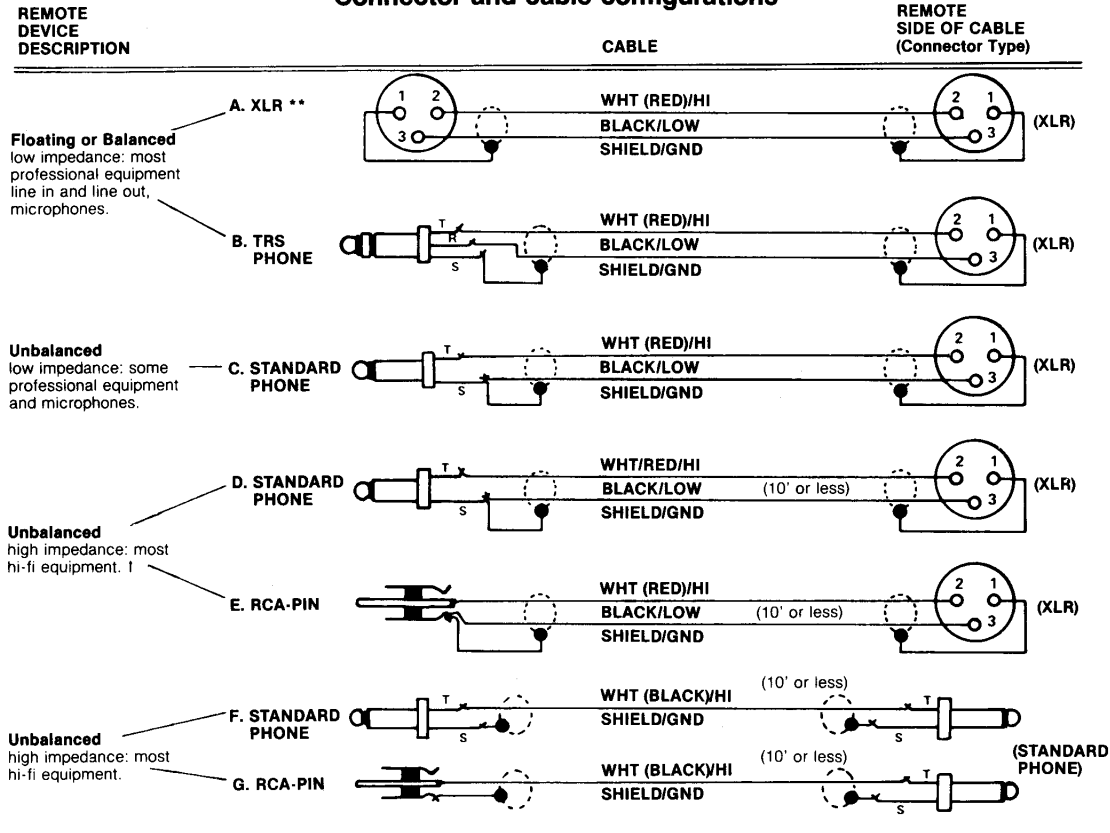 Connector and cable configurations
REMOTE
DEVICE
DESCRIPTION
CABLE
REMOTE
SIDE OF CABLE
(Connector Type)
Floating or Balanced
low impedance: most
professional equipment
line in and line out,
microphones.
A. XLR **
1 2
3
WHT (RED)/HI
BLACK/LOW
SHIELD/GND
2 1
3
(XLR)
B. TRS
PHONE
T
R
S
WHT (RED)/HI
BLACK/LOW
SHIELD/GND
2 1
3
(XLR)
Unbalanced
low impedance: some
professional equipment
and microphones.
C. STANDARD
PHONE
T
S
WHT (RED)/HI
BLACK/LOW
SHIELD/GND
2 1
3
(XLR)
Unbalanced
high impedance: most
hi-fi equipment. †
D. STANDARD
PHONE
T
S
WHT/RED/HI
BLACK/LOW (10' or less)
SHIELD/GND
2 1
3
(XLR)
E. RCA-PIN
WHT (RED)/HI
BLACK/LOW (10' or less)
SHIELD/GND
2 1
3
(XLR)
Unbalanced
high impedance: most
hi-fi equipment.
F. STANDARD
PHONE
T
S
(10' or less)
WHT (BLACK)/HI
SHIELD/GND
T
S
G. RCA-PIN
(10' or less)
WHT (BLACK)/HI
SHIELD/GND
T
S
(STANDARD
PHONE)